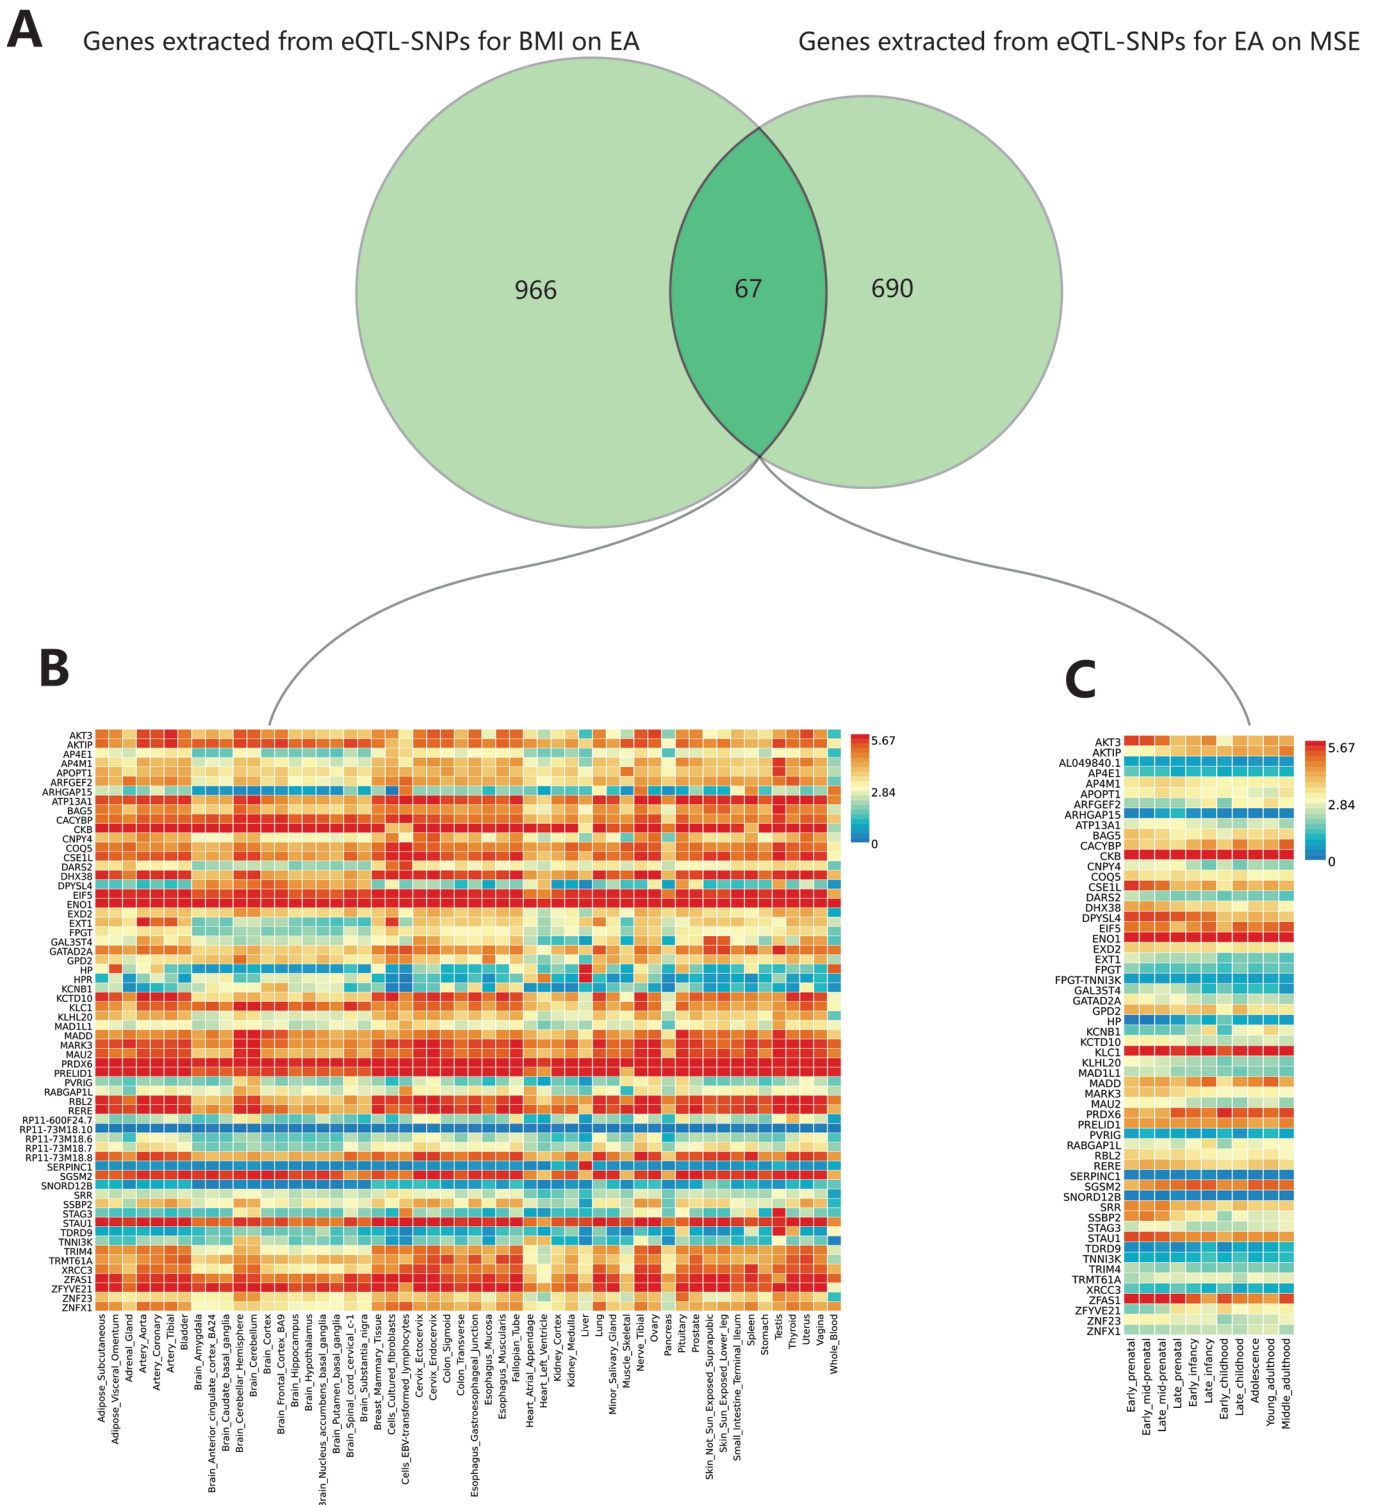 A
Genes extracted from eQTL-SNPs for BMI on EA
Genes extracted from eQTL-SNPs for EA on MSE
966
67
690
B
AKT3
AKTIP
AP4E1
AP4M1
APOPT1
ARFGEF2
ARHGAP15
ATP13A1
BAG5
CACYBP
CKB
CNPY4
COQ5
CSE1L
DARS2
DHX38
DPYSL4
EIF5
ENO1
EXD2
EXT1
FPGT
GAL3ST4
GATAD2A
GPD2
HP
HPR
KCNB1
KCTD10
KLC1
KLHL20
MAD1L1
MADD
MARK3
MAU2
PRDX6
PRELID1
PVRIG
RABGAP1L
RBL2
RERE
RP11-600F24.7
RP11-73M18.10
RP11-73M18.6
RP11-73M18.7
RP11-73M18.8
SERPINC1
SGSM2
SNORD12B
SRR
SSBP2
STAG3
STAU1
TDRD9
TNNI3K
TRIM4
TRMT61A
XRCC3
ZFAS1
ZFYVE21
ZNF23
ZNFX1
5.67
2.84
0
Adipose_Subcutaneous
Adipose_Visceral_Omentum
Adrenal_Gland
Artery_Aorta
Artery_Coronary
Artery_Tibial
Bladder
Brain_Amygdala
Brain_Anterior_cingulate_cortex_BA24
Brain_Caudate_basal_ganglia
Brain_Cerebellar_Hemisphere
Brain_Cerebellum
Brain_Cortex
Brain_Frontal_Cortex_BA9
Brain_Hippocampus
Brain_Hypothalamus
Brain_Nucleus_accumbens_basal_ganglia
Brain_Putamen_basal_ganglia
Brain_Spinal_cord_cervical_c-1
Brain_Substantia_nigra
Breast_Mammary_Tissue
Cells_Cultured_fibroblasts
Cells_EBV-transformed_lymphocytes
Cervix_Ectocervix
Cervix_Endocervix
Colon_Sigmoid
Colon_Transverse
Esophagus_Gastroesophageal_Junction
Esophagus_Mucosa
Esophagus_Muscularis
Fallopian_Tube
Heart_Atrial_Appendage
Heart_Left_Ventricle
Kidney_Cortex
Kidney_Medulla
Liver
Lung
Minor_Salivary_Gland
Muscle_Skeletal
Nerve_Tibial
Ovary
Pancreas
Pituitary
Prostate
Skin_Not_Sun_Exposed_Suprapubic
Skin_Sun_Exposed_Lower_leg
Small_Intestine_Terminal_Ileum
Spleen
Stomach
Testis
Thyroid
Uterus
Vagina
Whole_Blood
C
AKT3
AKTIP
AL049840.1
AP4E1
AP4M1
APOPT1
ARFGEF2
ARHGAP15
ATP13A1
BAG5
CACYBP
CKB
CNPY4
COQ5
CSE1L
DARS2
DHX38
DPYSL4
EIF5
ENO1
EXD2
EXT1
FPGT
FPGT-TNNI3K
GAL3ST4
GATAD2A
GPD2
HP
KCNB1
KCTD10
KLC1
KLHL20
MAD1L1
MADD
MARK3
MAU2
PRDX6
PRELID1
PVRIG
RABGAP1L
RBL2
RERE
SERPINC1
SGSM2
SNORD12B
SRR
SSBP2
STAG3
STAU1
TDRD9
TNNI3K
TRIM4
TRMT61A
XRCC3
ZFAS1
ZFYVE21
ZNF23
ZNFX1
5.67
2.84
0
Early_prenatal
Early_mid-prenatal
Late_mid-prenatal
Late_prenatal
Early_infancy
Late_infancy
Early_childhood
Late_childhood
Adolescence
Young_adulthood
Middle_adulthood